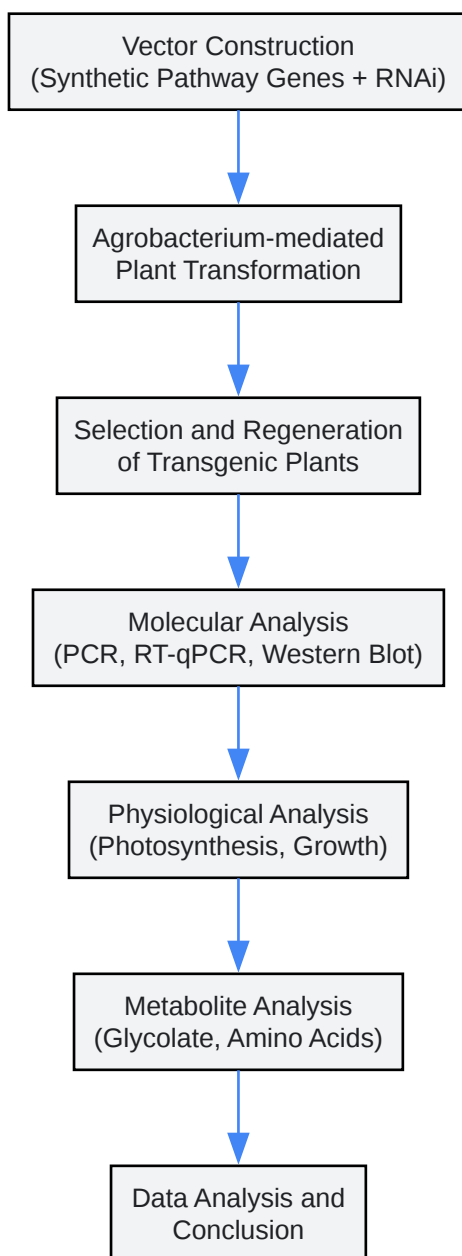 Vector Construction
(Synthetic Pathway Genes + RNAi)
Agrobacterium-mediated
Plant Transformation
Selection and Regeneration
of Transgenic Plants
Molecular Analysis
(PCR, RT-qPCR, Western Blot)
Physiological Analysis
(Photosynthesis, Growth)
Metabolite Analysis
(Glycolate, Amino Acids)
Data Analysis and
Conclusion